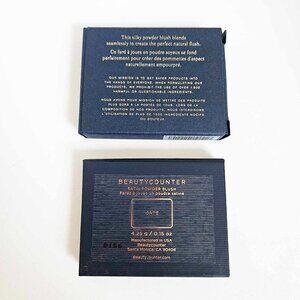 This silky powder blush blends
seamlessly to create the perfect natural flush.
Ce fard à joues en poudre soyeuse se fond
parfaitement pour créer des pommettes d'aspect
naturellement empourpré.
OUR MISSION IS TO GET SAFER PRODUCTS INTO
THE HANDS OF EVERYONE. WHEN FORMULATING OUR
PRODUCTS, WE PROHIBIT THE USE OF OVER 1,500
HARMFUL OR QUESTIONABLE INGREDIENTS.
NOUS AVONS POUR MISSION DE METTRE DES PRODUITS
PLUS SÛRS À LA PORTÉE DE TOUS. LORS DE LA
COMPOSITION DE NOS PRODUITS, NOUS INTERDISONS
L'UTILISATION DE PLUS DE 1500 INGRÉDIENTS NOCIFS
OU DOUTEUX.
BEAUTYCOUNTER
SATIN POWDER BLUSH
Fard à joues en poudre satiné
DATE
4.25 g / 0.15 oz
Manufactured in USA
Beautycounter
Santa Monica, CA 90404
Beautycounter.com